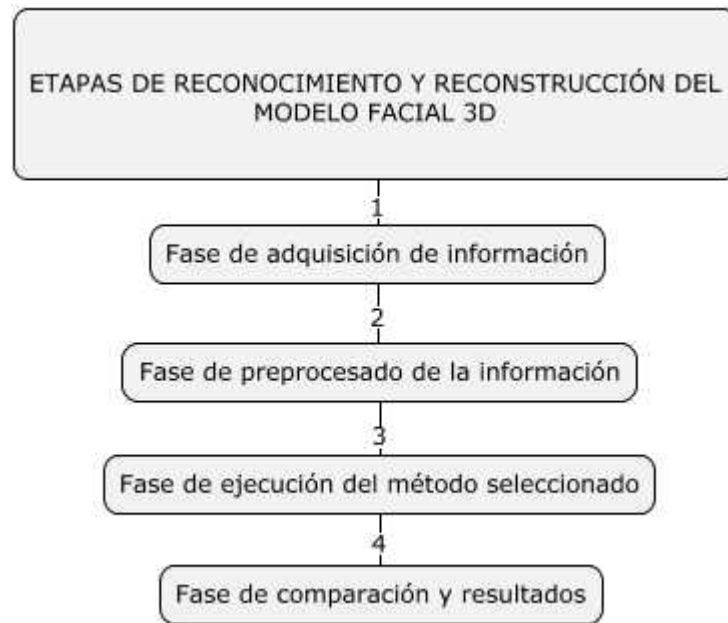 ETAPAS DE RECONOCIMIENTO Y RECONSTRUCCIÓN DEL
MODELO FACIAL 3D
1
Fase de adquisición de información
2
Fase de preprocesado de la información
3
Fase de ejecución del método seleccionado
4
Fase de comparación y resultados